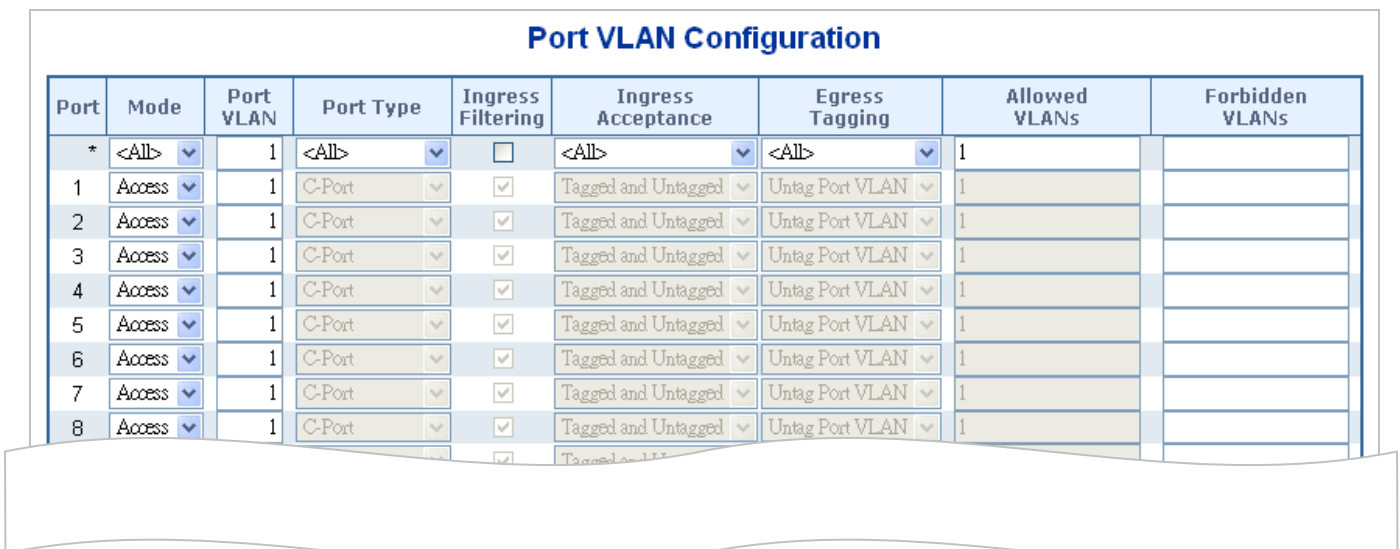 Port VLAN Configuration
Port Mode Port VLAN Port Type Ingress Filtering Ingress Acceptance Egress Tagging Allowed VLANs Forbidden VLANs
* <All> 1 <All> <All> <All> 1
1 Access 1 C-Port Tagged and Untagged Untag Port VLAN 1
2 Access 1 C-Port Tagged and Untagged Untag Port VLAN 1
3 Access 1 C-Port Tagged and Untagged Untag Port VLAN 1
4 Access 1 C-Port Tagged and Untagged Untag Port VLAN 1
5 Access 1 C-Port Tagged and Untagged Untag Port VLAN 1
6 Access 1 C-Port Tagged and Untagged Untag Port VLAN 1
7 Access 1 C-Port Tagged and Untagged Untag Port VLAN 1
8 Access 1 C-Port Tagged and Untagged Untag Port VLAN 1